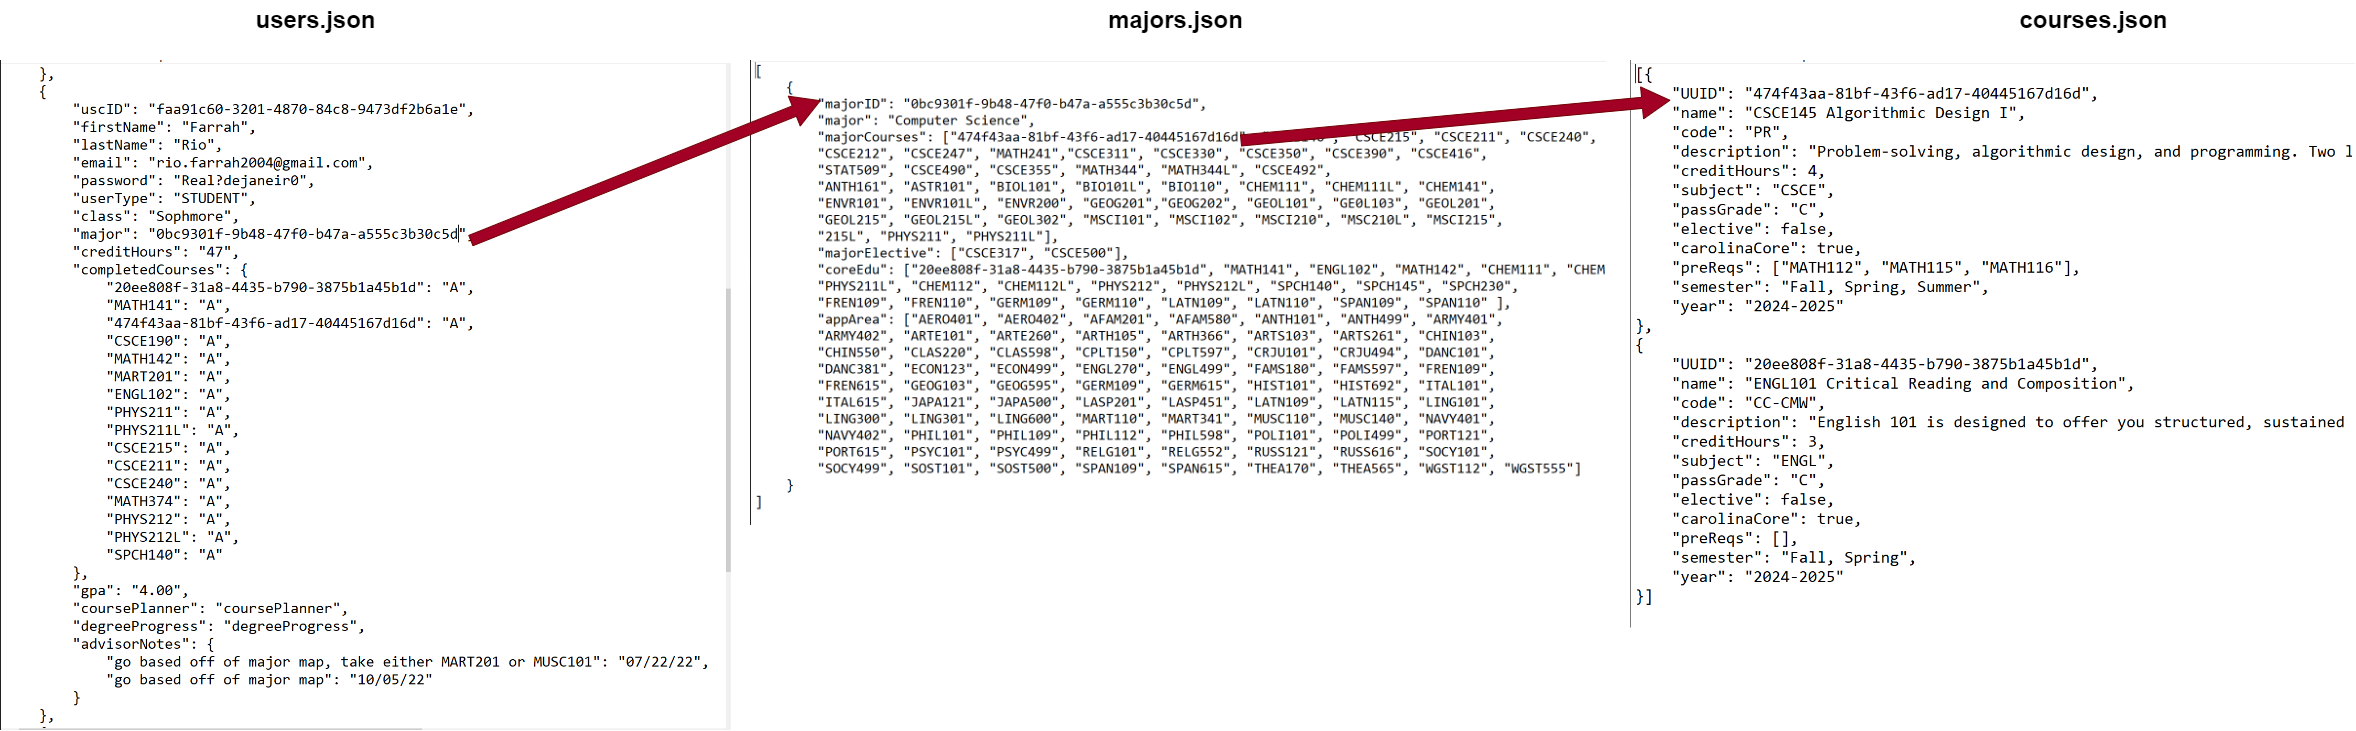 users.json
},
{
"uscID": "faa91c60-3201-4870-84c8-9473df2b6a1e",
"firstName": "Farrah",
"lastName": "Rio",
"email": "rio.farrah2004@gmail.com",
"password": "Real?dejaneir0",
"userType": "STUDENT",
"class": "Sophmore",
"major": "0bc9301f-9b48-47f0-b47a-a555c3b30c5d",
"creditHours": "47",
"completedCourses": {
"20ee808f-31a8-4435-b790-3875b1a45b1d": "A",
"MATH141": "A",
"474f43aa-81bf-43f6-ad17-40445167d16d": "A",
"CSCE190": "A",
"MATH142": "A",
"MART201": "A",
"ENGL102": "A",
"PHYS211": "A",
"PHYS211L": "A",
"CSCE215": "A",
"CSCE211": "A",
"CSCE240": "A",
"MATH374": "A",
"PHYS212": "A",
"PHYS212L": "A",
"SPCH140": "A"
},
"gpa": "4.00",
"coursePlanner": "coursePlanner",
"degreeProgress": "degreeProgress",
"advisorNotes": {
"go based off of major map, take either MART201 or MUSC101": "07/22/22",
"go based off of major map": "10/05/22"
}
},
majors.json
[
{
"majorID": "0bc9301f-9b48-47f0-b47a-a555c3b30c5d",
"major": "Computer Science",
"majorCourses": ["474f43aa-81bf-43f6-ad17-40445167d16d", "CSCE215", "CSCE211", "CSCE240",
"CSCE212", "CSCE247", "MATH241","CSCE311", "CSCE330", "CSCE350", "CSCE390", "CSCE416",
"STAT509", "CSCE490", "CSCE355", "MATH344", "MATH344L", "CSCE492",
"ANTH161", "ASTR101", "BIOL101", "BIO101L", "BIO110", "CHEM111", "CHEM111L", "CHEM141",
"ENVR101", "ENVR101L", "ENVR200", "GEOG201","GEOG202", "GEOL101", "GE0L103", "GEOL201",
"GEOL215", "GEOL215L", "GEOL302", "MSCI101", "MSCI102", "MSCI210", "MSC210L", "MSCI215",
"215L", "PHYS211", "PHYS211L"],
"majorElective": ["CSCE317", "CSCE500"],
"coreEdu": ["20ee808f-31a8-4435-b790-3875b1a45b1d", "MATH141", "ENGL102", "MATH142", "CHEM111", "CHEM
"PHYS211L", "CHEM112", "CHEM112L", "PHYS212", "PHYS212L", "SPCH140", "SPCH145", "SPCH230",
"FREN109", "FREN110", "GERM109", "GERM110", "LATN109", "LATN110", "SPAN109", "SPAN110" ],
"appArea": ["AERO401", "AERO402", "AFAM201", "AFAM580", "ANTH101", "ANTH499", "ARMY401",
"ARMY402", "ARTE101", "ARTE260", "ARTH105", "ARTH366", "ARTS103", "ARTS261", "CHIN103",
"CHIN550", "CLAS220", "CLAS598", "CPLT150", "CPLT597", "CRJU101", "CRJU494", "DANC101",
"DANC381", "ECON123", "ECON499", "ENGL270", "ENGL499", "FAMS180", "FAMS597", "FREN109",
"FREN615", "GEOG103", "GEOG595", "GERM109", "GERM615", "HIST101", "HIST692", "ITAL101",
"ITAL615", "JAPA121", "JAPA500", "LASP201", "LASP451", "LATN109", "LATN115", "LING101",
"LING300", "LING301", "LING600", "MART110", "MART341", "MUSC110", "MUSC140", "NAVY401",
"NAVY402", "PHIL101", "PHIL109", "PHIL112", "PHIL598", "POLI101", "POLI499", "PORT121",
"PORT615", "PSYC101", "PSYC499", "RELG101", "RELG552", "RUSS121", "RUSS616", "SOCY101",
"SOCY499", "SOST101", "SOST500", "SPAN109", "SPAN615", "THEA170", "THEA565", "WGST112", "WGST555"]
}
]
courses.json
[{
"UUID": "474f43aa-81bf-43f6-ad17-40445167d16d",
"name": "CSCE145 Algorithmic Design I",
"code": "PR",
"description": "Problem-solving, algorithmic design, and programming. Two l
"creditHours": 4,
"subject": "CSCE",
"passGrade": "C",
"elective": false,
"carolinaCore": true,
"preReqs": ["MATH112", "MATH115", "MATH116"],
"semester": "Fall, Spring, Summer",
"year": "2024-2025"
},
{
"UUID": "20ee808f-31a8-4435-b790-3875b1a45b1d",
"name": "ENGL101 Critical Reading and Composition",
"code": "CC-CMW",
"description": "English 101 is designed to offer you structured, sustained
"creditHours": 3,
"subject": "ENGL",
"passGrade": "C",
"elective": false,
"carolinaCore": true,
"preReqs": [],
"semester": "Fall, Spring",
"year": "2024-2025"
}]